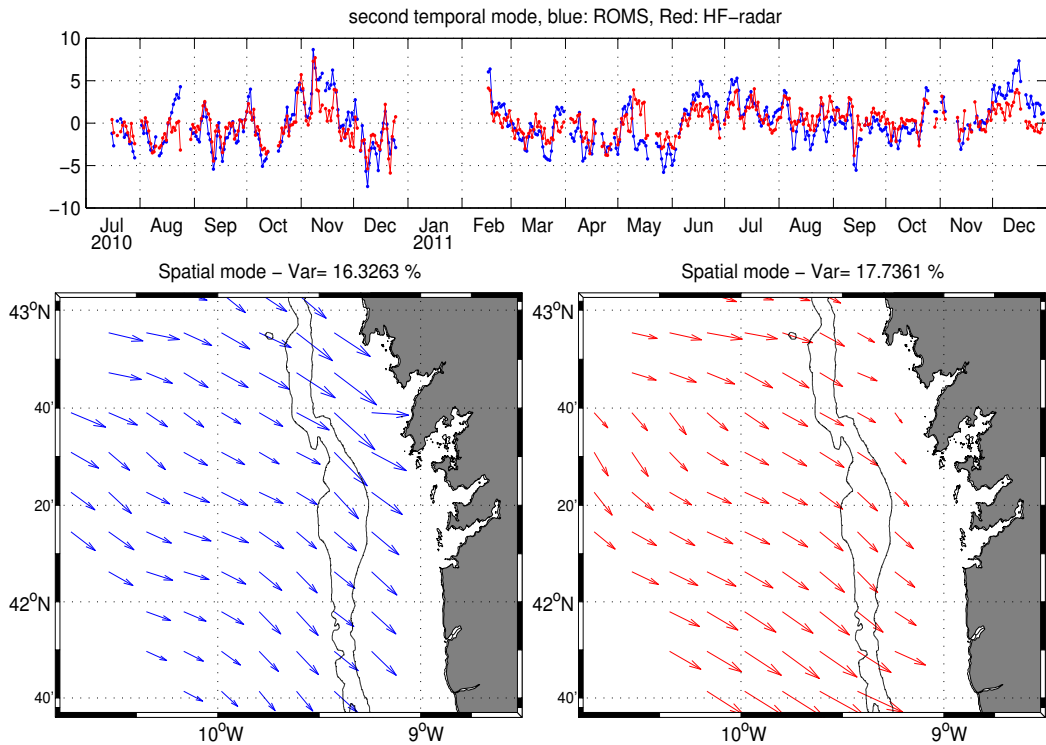 second temporal mode, blue: ROMS, Red: HF−radar
10
5
0
−5
−10
Jul Aug Sep Oct Nov Dec Jan Feb Mar Apr May Jun Jul Aug Sep Oct Nov Dec
2010 2011
Spatial mode − Var= 16.3263 % Spatial mode − Var= 17.7361 %
43°N 43°N
40' 40'
20' 20'
42°N 42°N
40' 40'
10°W 9°W 10°W 9°W